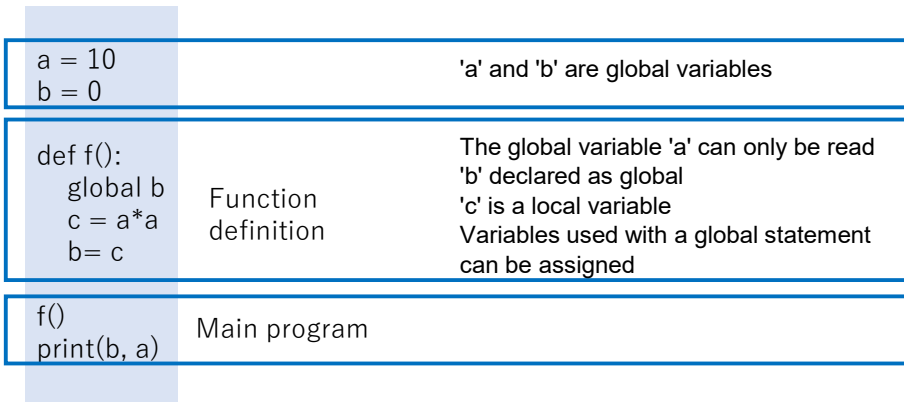 a = 10
b = 0
'a' and 'b' are global variables
def f():
global b
c = a*a
b= c
Function
definition
The global variable 'a' can only be read
'b' declared as global
'c' is a local variable
Variables used with a global statement
can be assigned
f()
print(b, a)
Main program